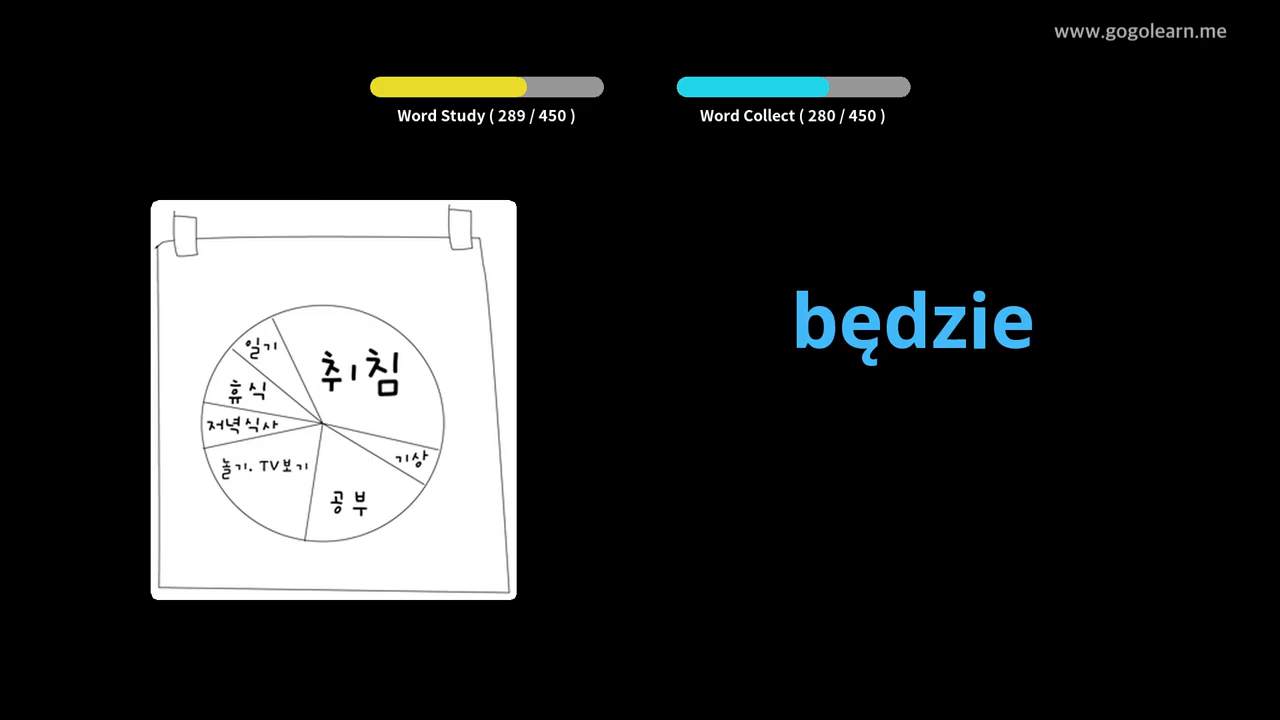 www.gogolearn.me
Word Study ( 289 / 450 )
Word Collect ( 280 / 450 )
일기
취침
휴식
저녁식사
놀기. TV보기
기상
공부
będzie